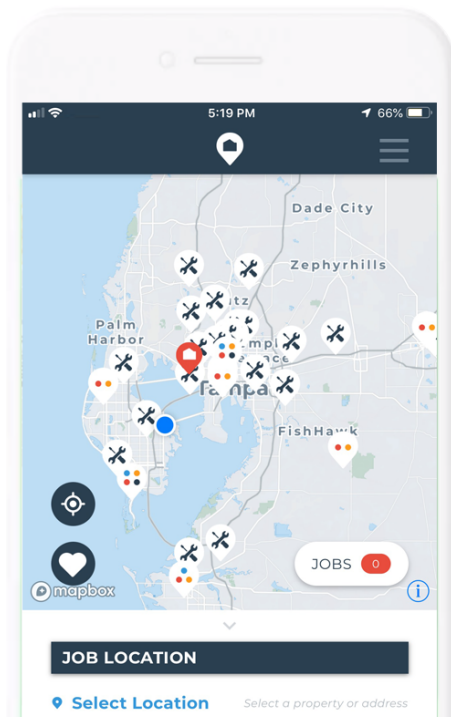 5:19 PM
66%
Dade City
Zephyrhills
Palm
Harbor
Tampa
FishHawk
JOBS 0
mapbox
JOB LOCATION
Select Location
Select a property or address